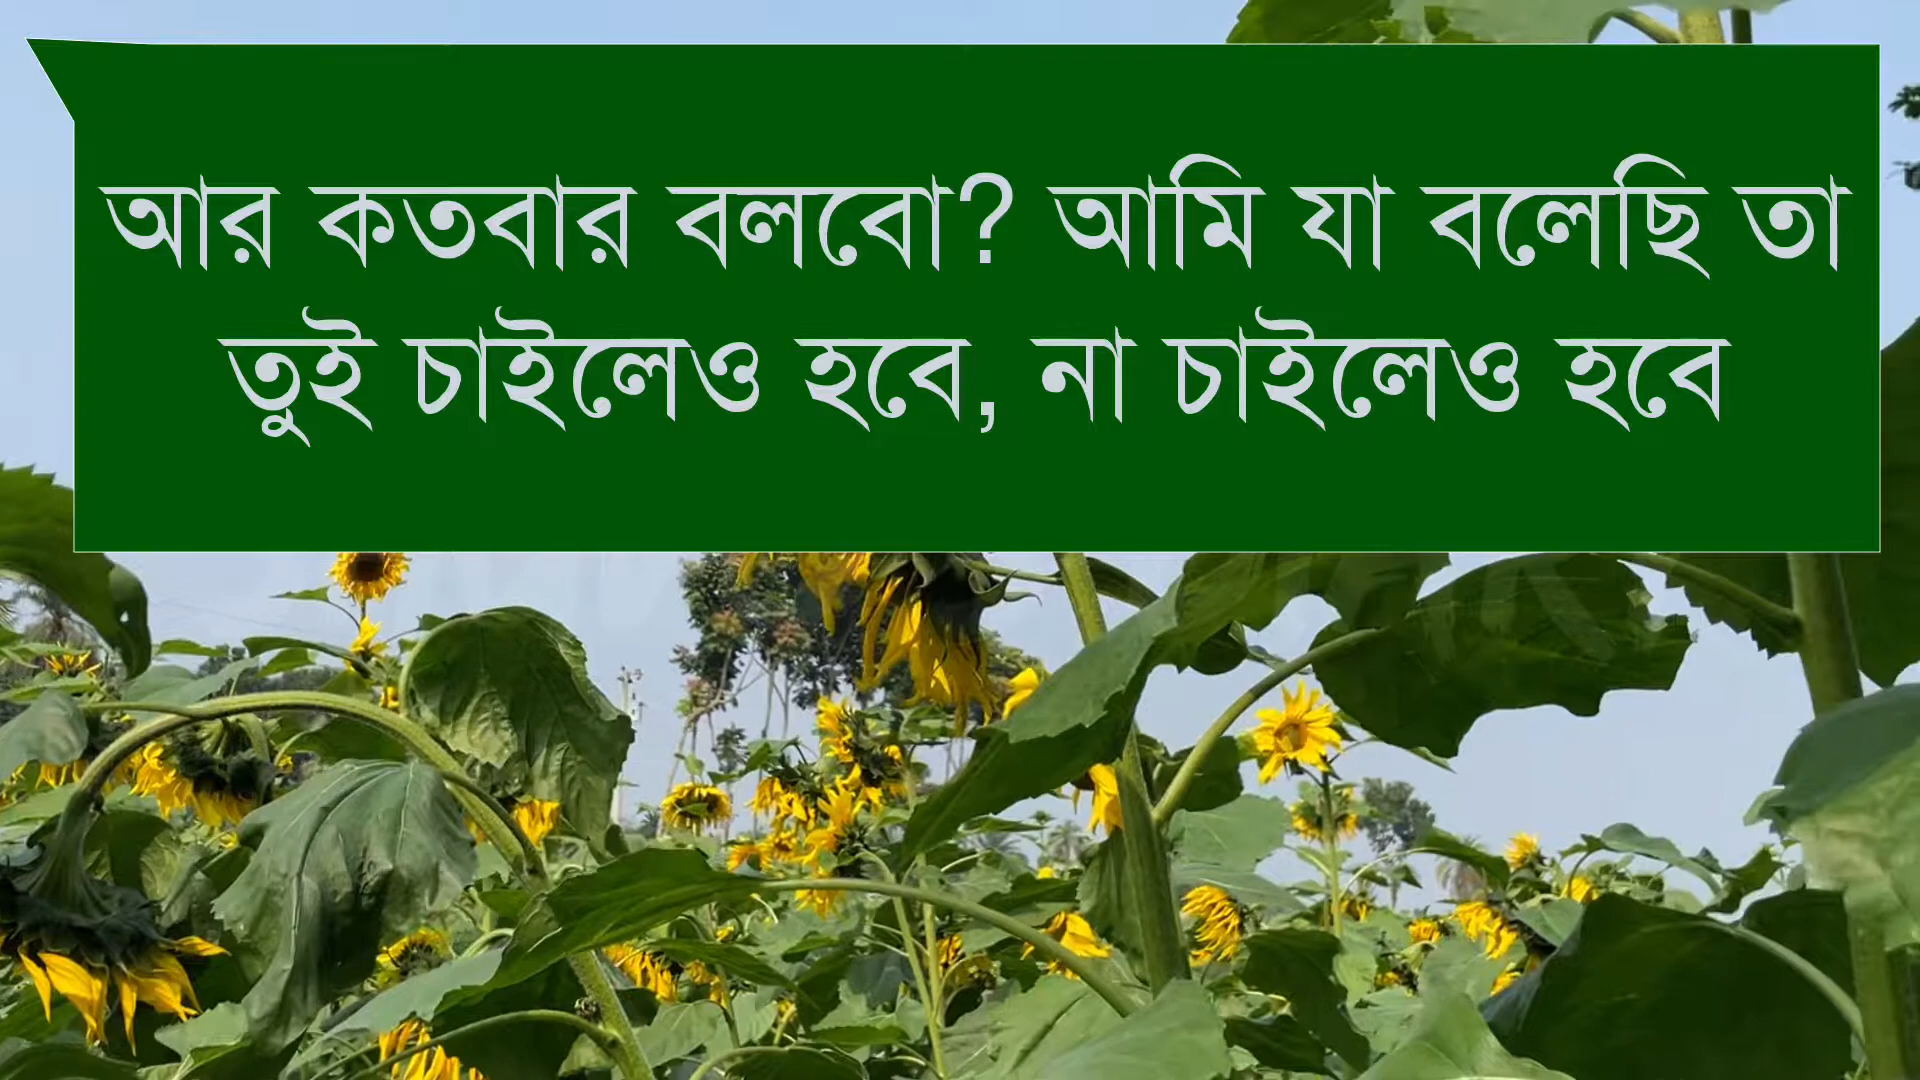 আর কতবার বলবো? আমি যা বলেছি তা
তুই চাইলেও হবে, না চাইলেও হবে